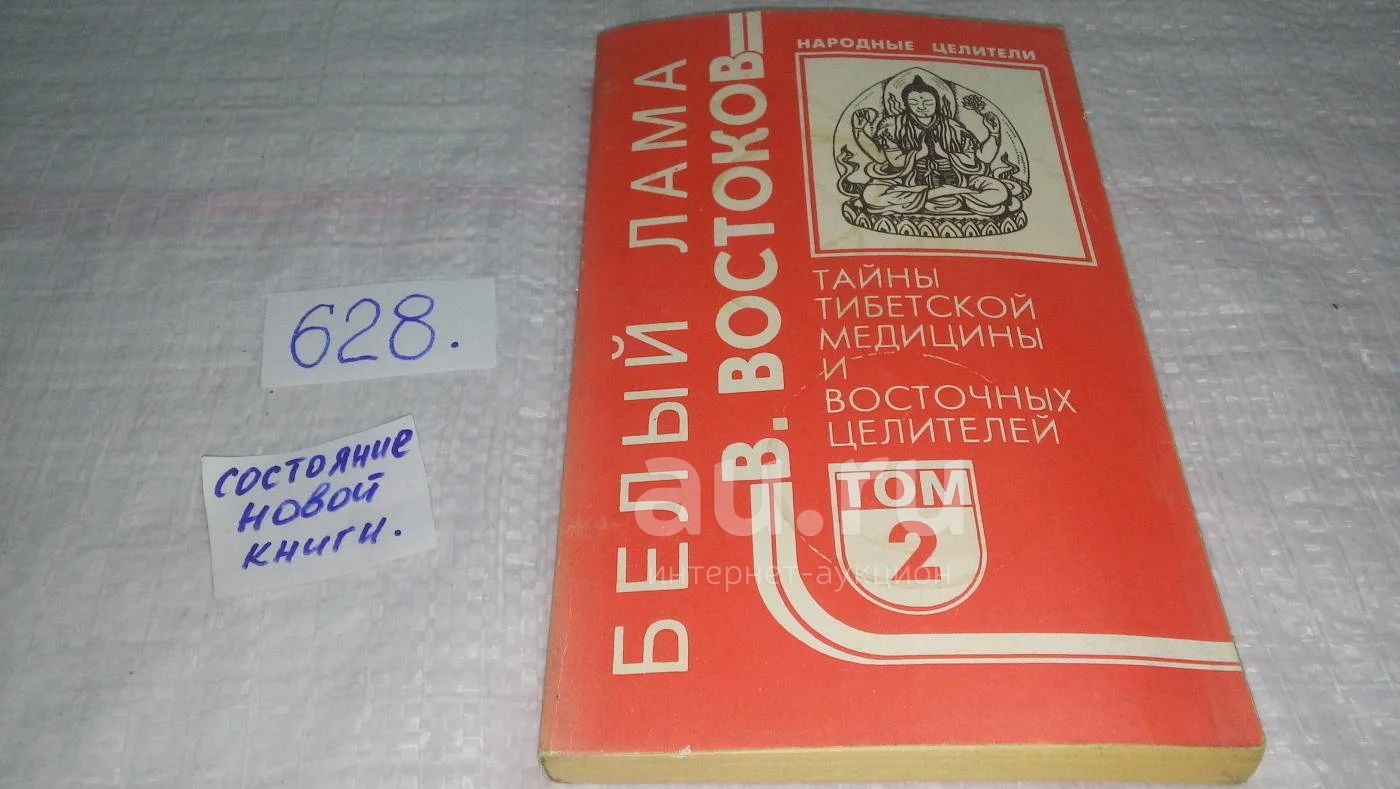 НАРОДНЫЕ ЦЕЛИТЕЛИ
БЕЛЫЙ ЛАМА
В. ВОСТОКОВ
ТАЙНЫ
ТИБЕТСКОЙ
МЕДИЦИНЫ
И
ВОСТОЧНЫХ
ЦЕЛИТЕЛЕЙ
ТОМ
2
628.
состояние
новой
книги.
au.ru
интернет-аукцион